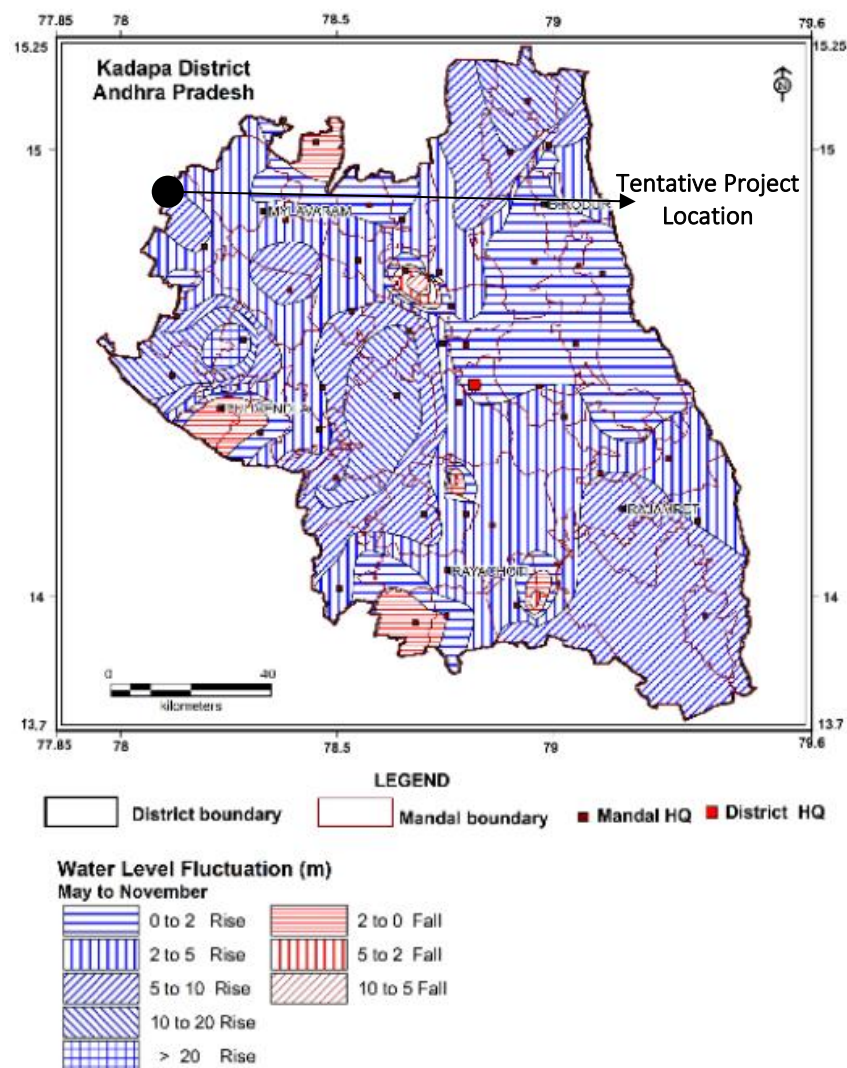 77.85 78 78.5 79 79.6
15.25 15.25
Kadapa District
Andhra Pradesh
N
15 15
Tentative Project
Location
MYLAVARAM
RAYACHOTI
14 14
0 40
kilometers
13.7 13.7
77.85 78 78.5 79 79.6
LEGEND
District boundary Mandal boundary Mandal HQ District HQ
Water Level Fluctuation (m)
May to November
0 to 2 Rise 2 to 0 Fall
2 to 5 Rise 5 to 2 Fall
5 to 10 Rise 10 to 5 Fall
10 to 20 Rise
> 20 Rise